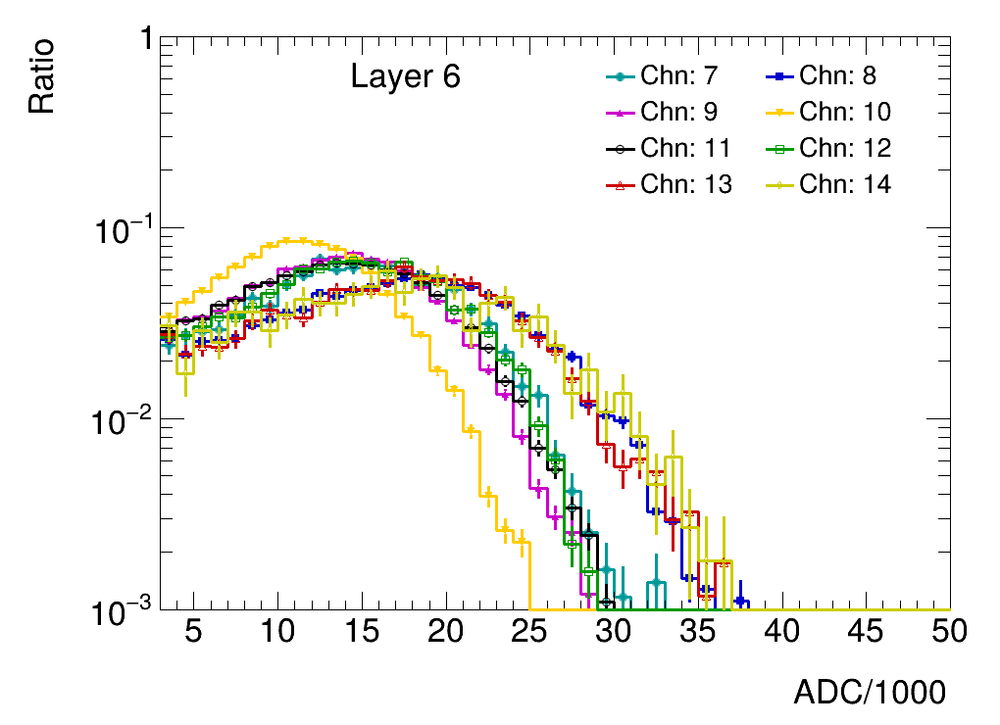 Ratio
Layer 6
Chn: 7
Chn: 8
Chn: 9
Chn: 10
Chn: 11
Chn: 12
Chn: 13
Chn: 14
1
10⁻¹
10⁻²
10⁻³
5 10 15 20 25 30 35 40 45 50
ADC/1000